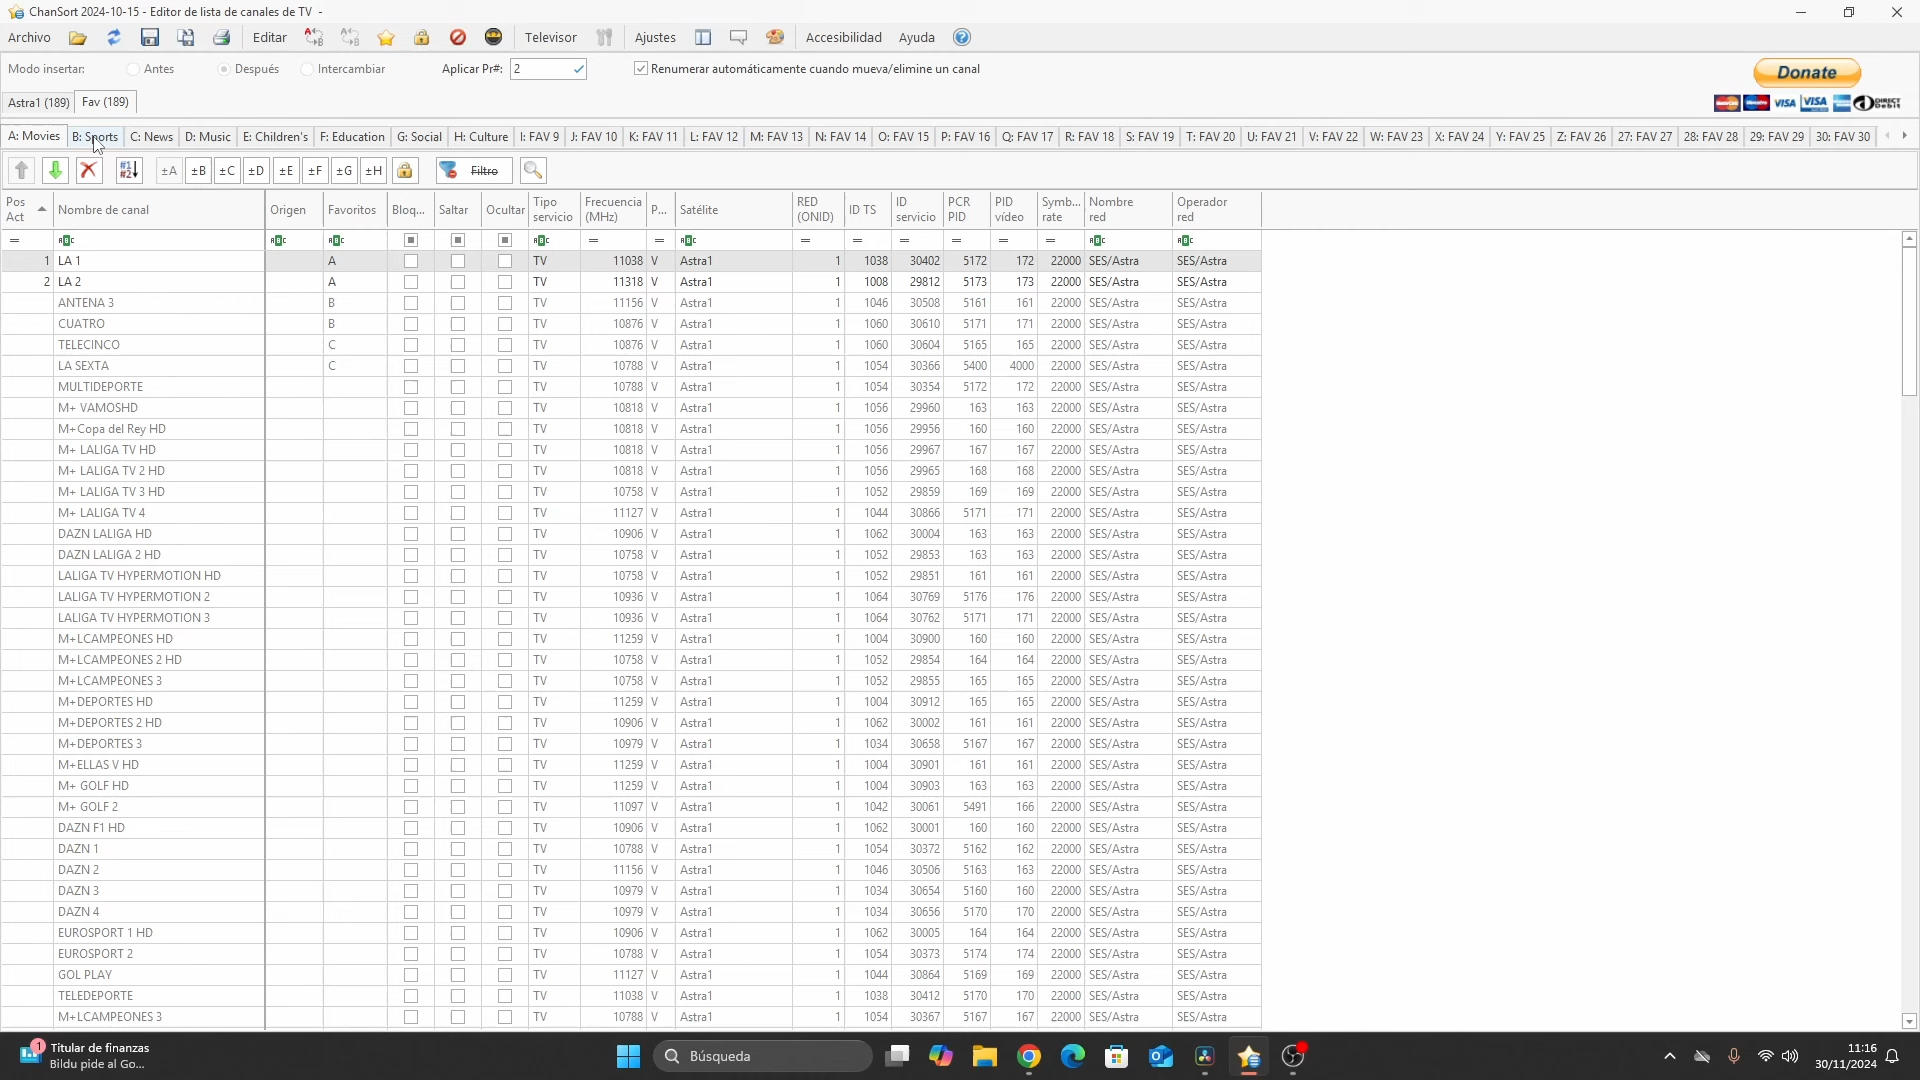 ChanSort 2024-10-15 - Editor de lista de canales de TV  -
Archivo Editar Televisor Ajustes Accesibilidad Ayuda
Modo insertar: Antes Después Intercambiar Aplicar Pr#: 2 Renumerar automáticamente cuando mueva/elimine un canal
Donate
VISA VISA DIRECT Debit
Astra1 (189) Fav (189)
A: Movies B: Sports C: News D: Music E: Children's F: Education G: Social H: Culture I: FAV 9 J: FAV 10 K: FAV 11 L: FAV 12 M: FAV 13 N: FAV 14 O: FAV 15 P: FAV 16 Q: FAV 17 R: FAV 18 S: FAV 19 T: FAV 20 U: FAV 21 V: FAV 22 W: FAV 23 X: FAV 24 Y: FAV 25 Z: FAV 26 27: FAV 27 28: FAV 28 29: FAV 29 30: FAV 30
#1 #2 ±A ±B ±C ±D ±E ±F ±G ±H Filtro
Pos Act Nombre de canal Origen Favoritos Bloq... Saltar Ocultar Tipo servicio Frecuencia (MHz) P... Satélite RED (ONID) ID TS ID servicio PCR PID PID vídeo Symb... rate Nombre red Operador red
1 LA 1 A TV 11038 V Astra1 1 1038 30402 5172 172 22000 SES/Astra SES/Astra
2 LA 2 A TV 11318 V Astra1 1 1008 29812 5173 173 22000 SES/Astra SES/Astra
ANTENA 3 B TV 11156 V Astra1 1 1046 30508 5161 161 22000 SES/Astra SES/Astra
CUATRO B TV 10876 V Astra1 1 1060 30610 5171 171 22000 SES/Astra SES/Astra
TELECINCO C TV 10876 V Astra1 1 1060 30604 5165 165 22000 SES/Astra SES/Astra
LA SEXTA C TV 10788 V Astra1 1 1054 30366 5400 4000 22000 SES/Astra SES/Astra
MULTIDEPORTE TV 10788 V Astra1 1 1054 30354 5172 172 22000 SES/Astra SES/Astra
M+ VAMOSHD TV 10818 V Astra1 1 1056 29960 163 163 22000 SES/Astra SES/Astra
M+Copa del Rey HD TV 10818 V Astra1 1 1056 29956 160 160 22000 SES/Astra SES/Astra
M+ LALIGA TV HD TV 10818 V Astra1 1 1056 29967 167 167 22000 SES/Astra SES/Astra
M+ LALIGA TV 2 HD TV 10818 V Astra1 1 1056 29965 168 168 22000 SES/Astra SES/Astra
M+ LALIGA TV 3 HD TV 10758 V Astra1 1 1052 29859 169 169 22000 SES/Astra SES/Astra
M+ LALIGA TV 4 TV 11127 V Astra1 1 1044 30866 5171 171 22000 SES/Astra SES/Astra
DAZN LALIGA HD TV 10906 V Astra1 1 1062 30004 163 163 22000 SES/Astra SES/Astra
DAZN LALIGA 2 HD TV 10758 V Astra1 1 1052 29853 163 163 22000 SES/Astra SES/Astra
LALIGA TV HYPERMOTION HD TV 10758 V Astra1 1 1052 29851 161 161 22000 SES/Astra SES/Astra
LALIGA TV HYPERMOTION 2 TV 10936 V Astra1 1 1064 30769 5176 176 22000 SES/Astra SES/Astra
LALIGA TV HYPERMOTION 3 TV 10936 V Astra1 1 1064 30762 5171 171 22000 SES/Astra SES/Astra
M+LCAMPEONES HD TV 11259 V Astra1 1 1004 30900 160 160 22000 SES/Astra SES/Astra
M+LCAMPEONES 2 HD TV 10758 V Astra1 1 1052 29854 164 164 22000 SES/Astra SES/Astra
M+LCAMPEONES 3 TV 10758 V Astra1 1 1052 29855 165 165 22000 SES/Astra SES/Astra
M+DEPORTES HD TV 11259 V Astra1 1 1004 30912 165 165 22000 SES/Astra SES/Astra
M+DEPORTES 2 HD TV 10906 V Astra1 1 1062 30002 161 161 22000 SES/Astra SES/Astra
M+DEPORTES 3 TV 10979 V Astra1 1 1034 30658 5167 167 22000 SES/Astra SES/Astra
M+ELLAS V HD TV 11259 V Astra1 1 1004 30901 161 161 22000 SES/Astra SES/Astra
M+ GOLF HD TV 11259 V Astra1 1 1004 30903 163 163 22000 SES/Astra SES/Astra
M+ GOLF 2 TV 11097 V Astra1 1 1042 30061 5491 166 22000 SES/Astra SES/Astra
DAZN F1 HD TV 10906 V Astra1 1 1062 30001 160 160 22000 SES/Astra SES/Astra
DAZN 1 TV 10788 V Astra1 1 1054 30372 5162 162 22000 SES/Astra SES/Astra
DAZN 2 TV 11156 V Astra1 1 1046 30506 5163 163 22000 SES/Astra SES/Astra
DAZN 3 TV 10979 V Astra1 1 1034 30654 5160 160 22000 SES/Astra SES/Astra
DAZN 4 TV 10979 V Astra1 1 1034 30656 5170 170 22000 SES/Astra SES/Astra
EUROSPORT 1 HD TV 10906 V Astra1 1 1062 30005 164 164 22000 SES/Astra SES/Astra
EUROSPORT 2 TV 10788 V Astra1 1 1054 30373 5174 174 22000 SES/Astra SES/Astra
GOL PLAY TV 11127 V Astra1 1 1044 30864 5169 169 22000 SES/Astra SES/Astra
TELEDEPORTE TV 11038 V Astra1 1 1038 30412 5170 170 22000 SES/Astra SES/Astra
M+LCAMPEONES 3 TV 10788 V Astra1 1 1054 30367 5167 167 22000 SES/Astra SES/Astra
1 Titular de finanzas
Bildu pide al Go...
Búsqueda
11:16
30/11/2024